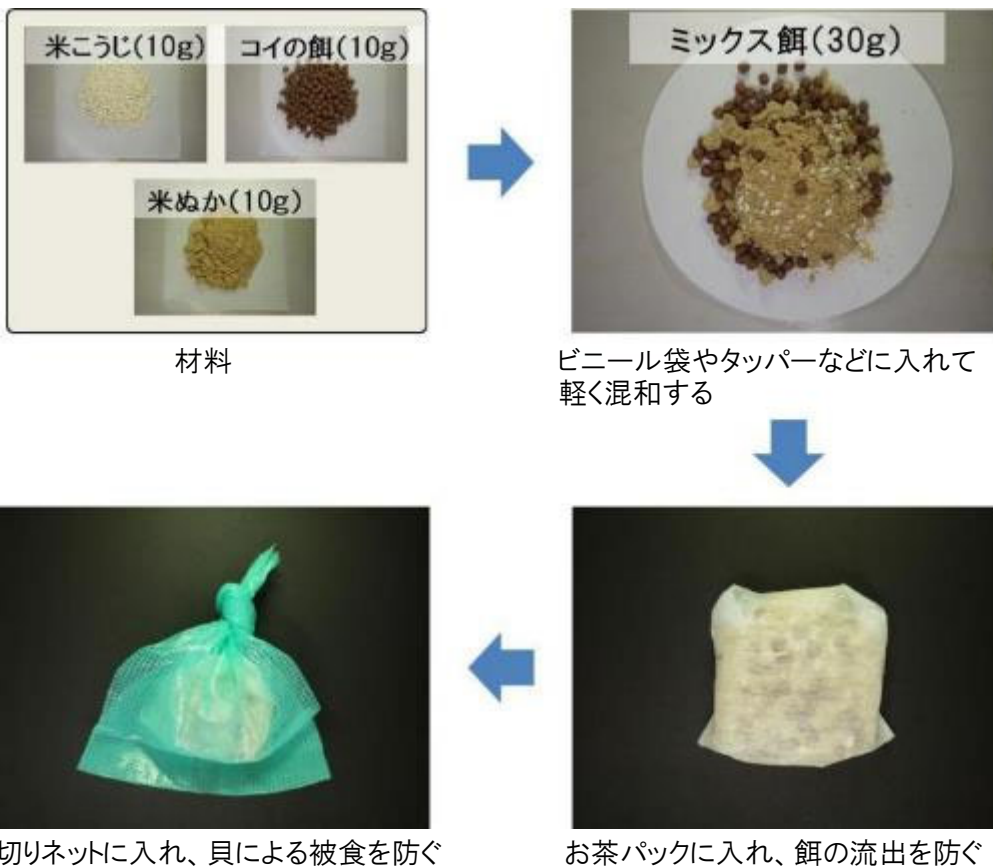 米こうじ(10g)
コイの餌(10g)
米ぬか(10g)
材料
ミックス餌(30g)
ビニール袋やタッパーなどに入れて
軽く混和する
お茶パックに入れ、餌の流出を防ぐ
切りネットに入れ、貝による被食を防ぐ